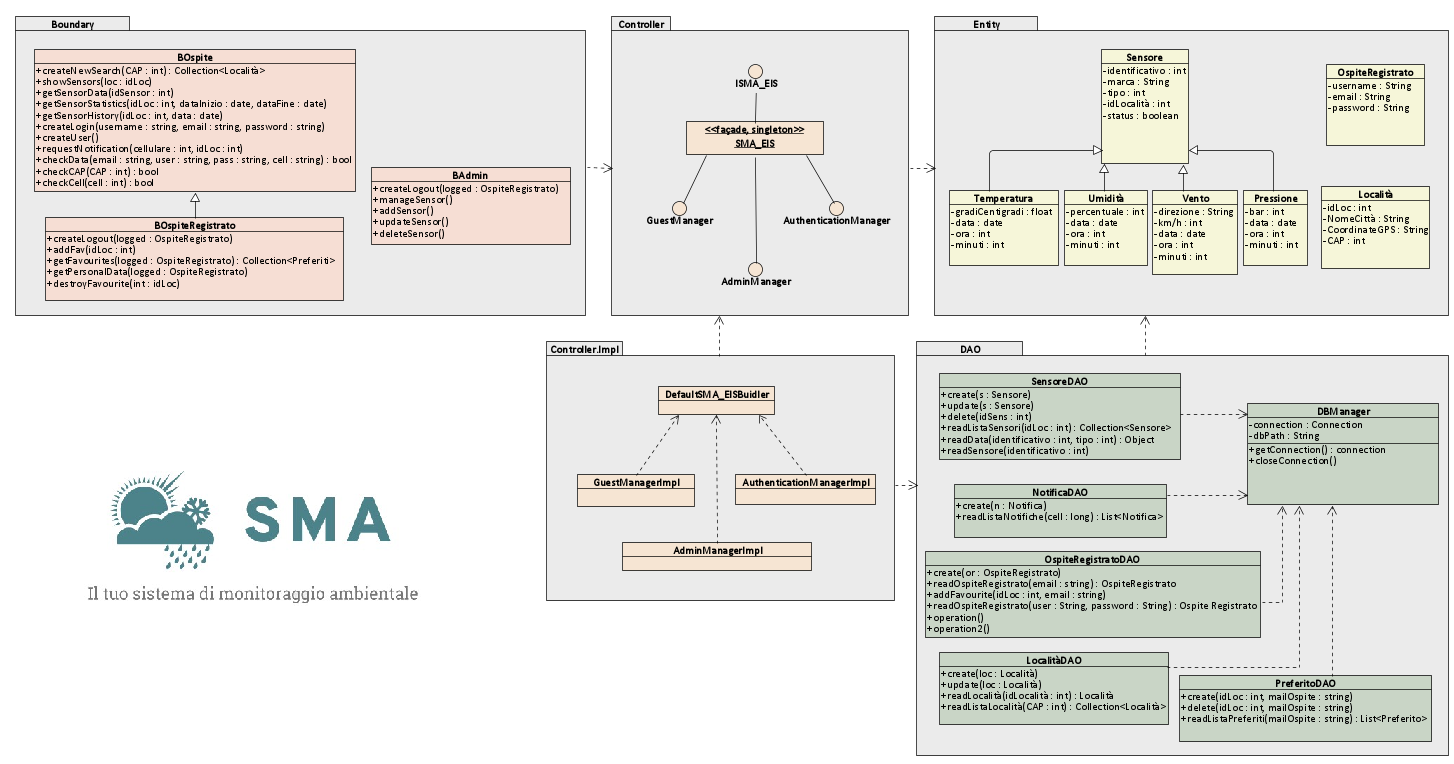 Boundary
BOspite
+createNewSearch(CAP : int) : Collection<Località>
+showSensors(loc : idLoc)
+getSensorData(idSensor : int)
+getSensorStatistics(idLoc : int, dataInizio : date, dataFine : date)
+getSensorHistory(idLoc : int, data : date)
+createLogin(username : string, email : string, password : string)
+createUser()
+requestNotification(cellulare : int, idLoc : int)
+checkData(email : string, user : string, pass : string, cell : string) : bool
+checkCAP(CAP : int) : bool
+checkCell(cell : int) : bool
BOspiteRegistrato
+createLogout(logged : OspiteRegistrato)
+addFav(idLoc : int)
+getFavourites(logged : OspiteRegistrato) : Collection<Preferiti>
+getPersonalData(logged : OspiteRegistrato)
+destroyFavourite(int : idLoc)
BAdmin
+createLogout(logged : OspiteRegistrato)
+manageSensor()
+addSensor()
+updateSensor()
+deleteSensor()
Controller
ISMA_EIS
<<façade, singleton>>
SMA_EIS
GuestManager
AuthenticationManager
AdminManager
Entity
Sensore
-identificativo : int
-marca : String
-tipo : int
-idLocalità : int
-status : boolean
OspiteRegistrato
-username : String
-email : String
-password : String
Temperatura
-gradiCentigradi : float
-data : date
-ora : int
-minuti : int
Umidità
-percentuale : int
-data : date
-ora : int
-minuti : int
Vento
-direzione : String
-km/h : int
-data : date
-ora : int
-minuti : int
Pressione
-bar : int
-data : date
-ora : int
-minuti : int
Località
-idLoc : int
-NomeCittà : String
-CoordinateGPS : String
-CAP : int
Controller.Impl
DefaultSMA_EISBuidler
GuestManagerImpl
AuthenticationManagerImpl
AdminManagerImpl
DAO
SensoreDAO
+create(s : Sensore)
+update(s : Sensore)
+delete(idSens : int)
+readListaSensori(idLoc : int) : Collection<Sensore>
+readData(identificativo : int, tipo : int) : Object
+readSensore(identificativo : int)
DBManager
-connection : Connection
-dbPath : String
+getConnection() : connection
+closeConnection()
NotificaDAO
+create(n : Notifica)
+readListaNotifiche(cell : long) : List<Notifica>
OspiteRegistratoDAO
+create(or : OspiteRegistrato)
+readOspiteRegistrato(email : string) : OspiteRegistrato
+addFavourite(idLoc : int, email : string)
+readOspiteRegistrato(user : String, password : String) : Ospite Registrato
+operation()
+operation2()
LocalitàDAO
+create(loc : Località)
+update(loc : Località)
+readLocalità(idLocalità : int) : Località
+readListaLocalità(CAP : int) : Collection<Località>
PreferitoDAO
+create(idLoc : int, mailOspite : string)
+delete(idLoc : int, mailOspite : string)
+readListaPreferiti(mailOspite : string) : List<Preferito>
SMA
Il tuo sistema di monitoraggio ambientale